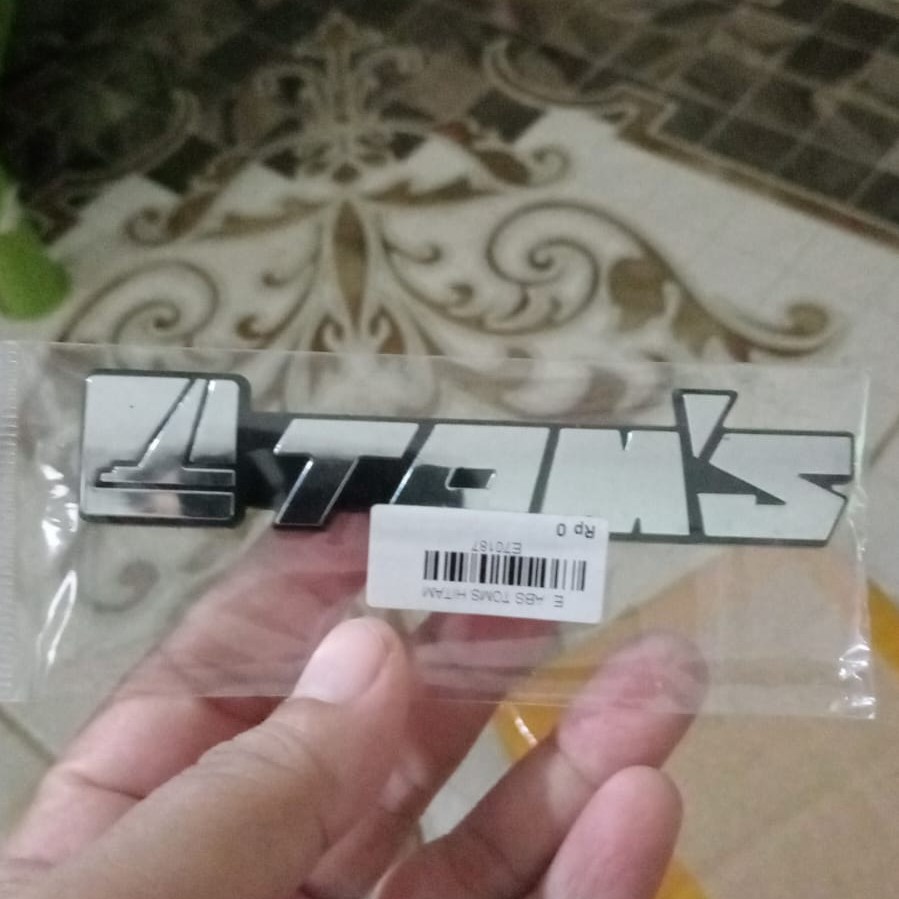 TOM'S
E. ABS TOMS HITAM
E70187
Rp 0